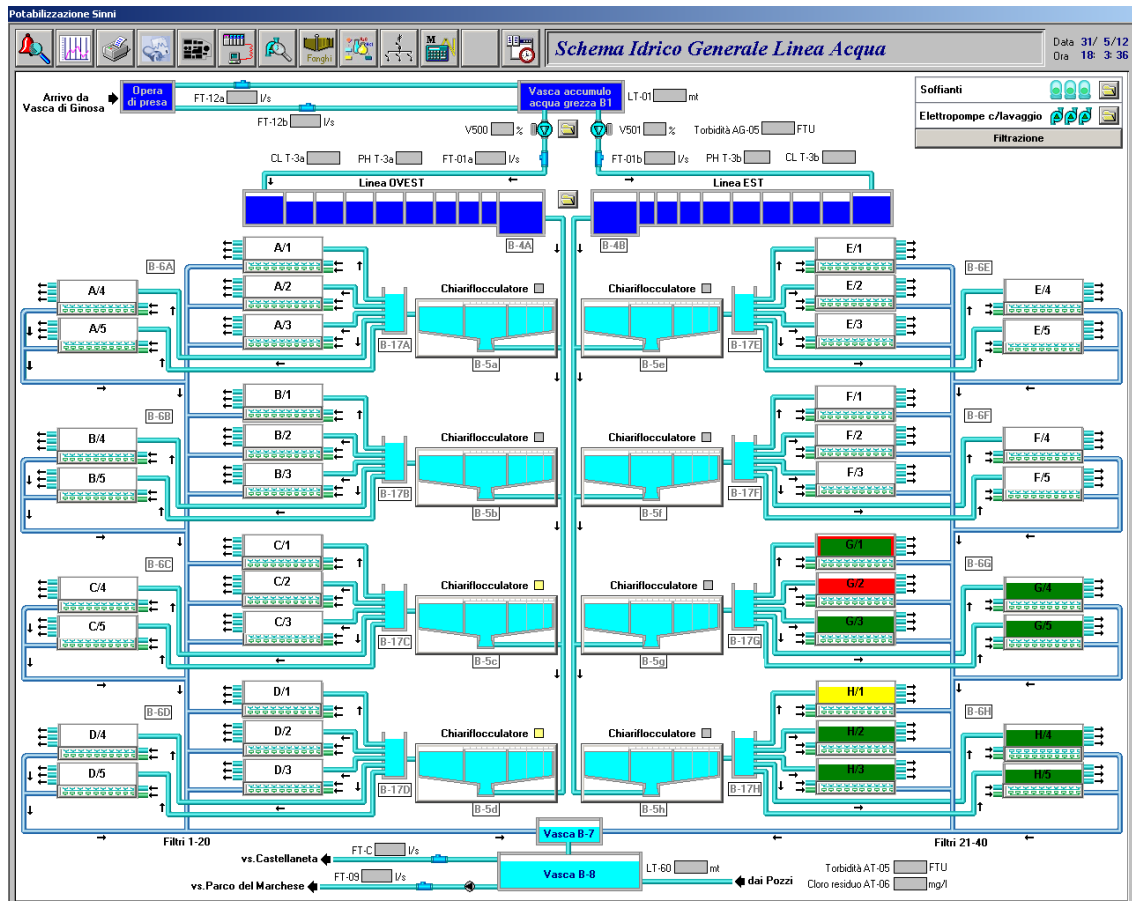 Potabilizzazione Sinni
M
Fanghi
Schema Idrico Generale Linea Acqua
Data 31/ 5/12
Ora 18: 3: 36
Arrivo da
Vasca di Ginosa
Opera
di presa
FT-12a l/s
FT-12b l/s
Vasca accumulo
acqua grezza B1
LT-01 mt
Soffianti
Elettropompe c/lavaggio
Filtrazione
V500 %
V501 %
Torbidità AG-05 FTU
CL T-3a
PH T-3a
FT-01a l/s
FT-01b l/s
PH T-3b
CL T-3b
Linea OVEST
Linea EST
B-4A
B-4B
B-6A
A/1
A/2
A/3
A/4
A/5
B-17A
Chiariflocculatore
B-5a
Chiariflocculatore
B-5e
B-17E
E/1
E/2
E/3
B-6E
E/4
E/5
B-6B
B/1
B/2
B/3
B/4
B/5
B-17B
Chiariflocculatore
B-5b
Chiariflocculatore
B-5f
B-17F
F/1
F/2
F/3
B-6F
F/4
F/5
B-6C
C/1
C/2
C/3
C/4
C/5
B-17C
Chiariflocculatore
B-5c
Chiariflocculatore
B-5g
B-17G
G/1
G/2
G/3
B-6G
G/4
G/5
B-6D
D/1
D/2
D/3
D/4
D/5
B-17D
Chiariflocculatore
B-5d
Chiariflocculatore
B-5h
B-17H
H/1
H/2
H/3
B-6H
H/4
H/5
Filtri 1-20
Vasca B-7
Filtri 21-40
vs.Castellaneta
FT-C l/s
vs.Parco del Marchese
FT-09 l/s
Vasca B-8
LT-60 mt
dai Pozzi
Torbidità AT-05 FTU
Cloro residuo AT-06 mg/l